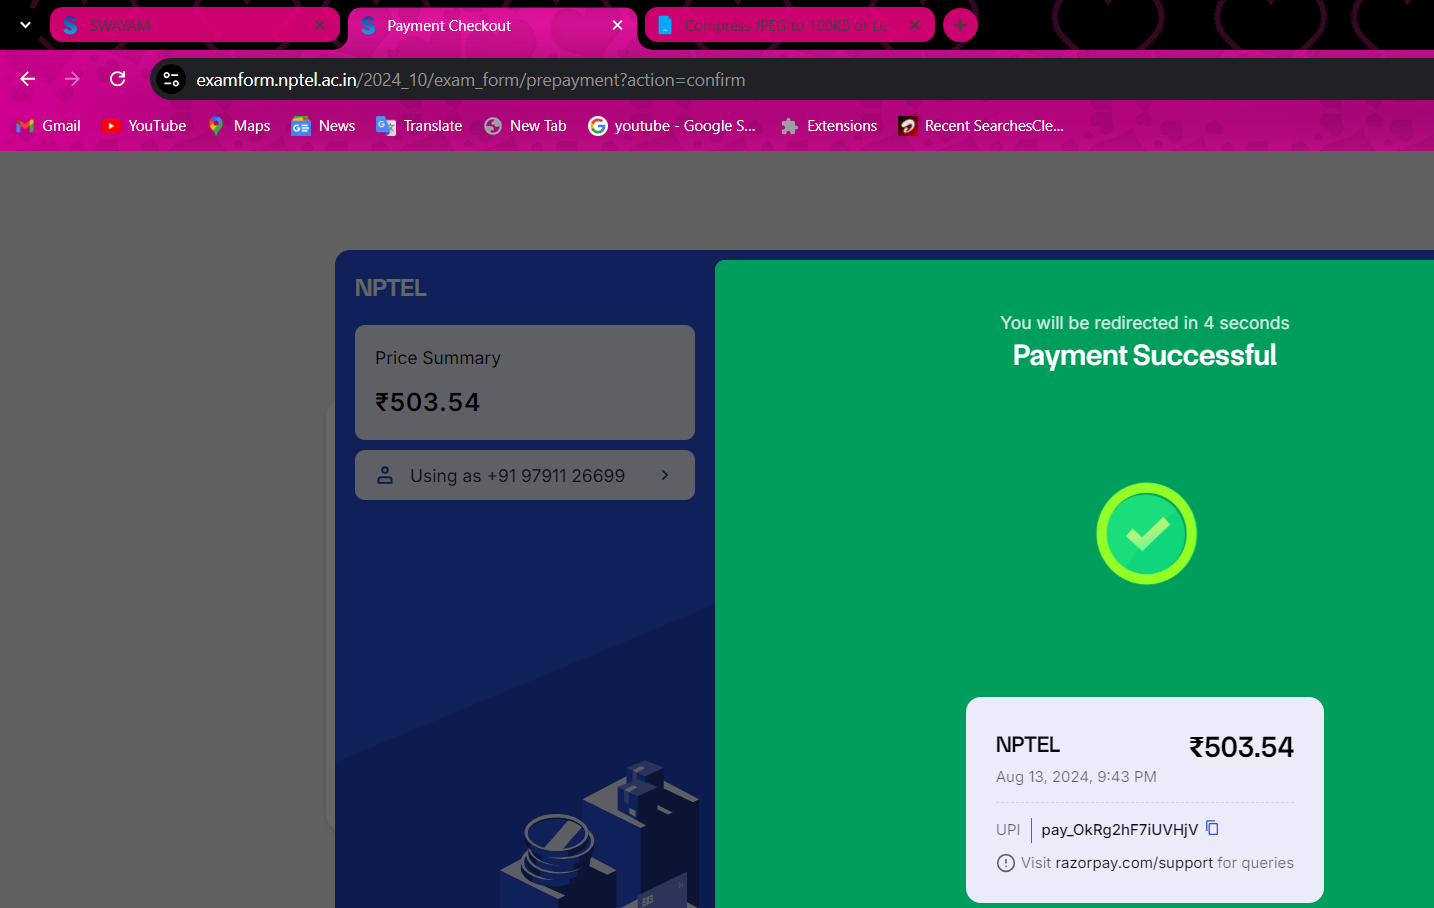 SWAYAM
Payment Checkout
Compress JPEG to 100KB or Le
examform.nptel.ac.in/2024_10/exam_form/prepayment?action=confirm
Gmail
YouTube
Maps
News
Translate
New Tab
youtube - Google S...
Extensions
Recent SearchesCle...
NPTEL
Price Summary
₹503.54
Using as +91 97911 26699
You will be redirected in 4 seconds
Payment Successful
NPTEL ₹503.54
Aug 13, 2024, 9:43 PM
UPI pay_OkRg2hF7iUVHjV
Visit razorpay.com/support for queries